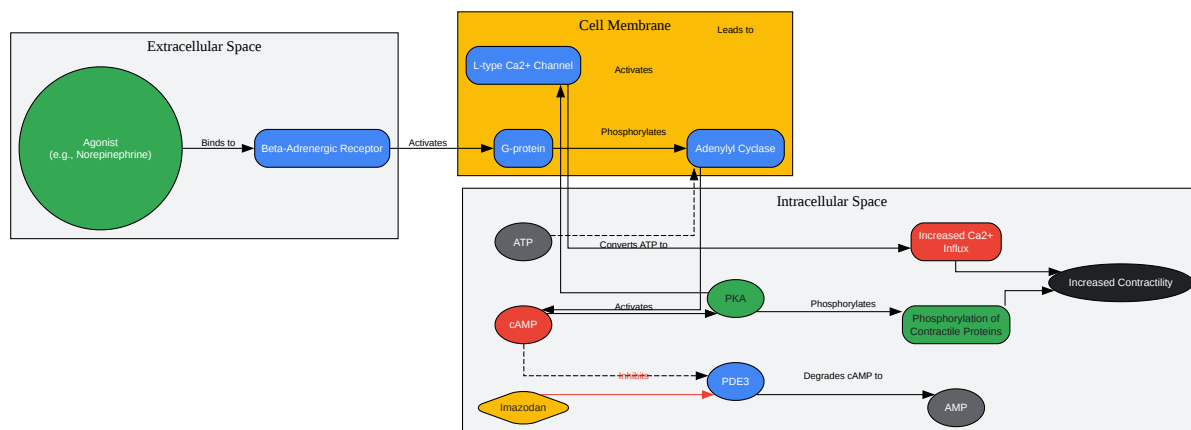 Extracellular Space
Agonist
(e.g., Norepinephrine)
Binds to
Beta-Adrenergic Receptor
Activates
Cell Membrane
Leads to
L-type Ca2+ Channel
Activates
Phosphorylates
G-protein
Adenylyl Cyclase
Intracellular Space
ATP
Converts ATP to
Increased Ca2+
Influx
Increased Contractility
PKA
Activates
Phosphorylates
cAMP
Phosphorylation of
Contractile Proteins
Inhibits
PDE3
Degrades cAMP to
Imazodan
AMP